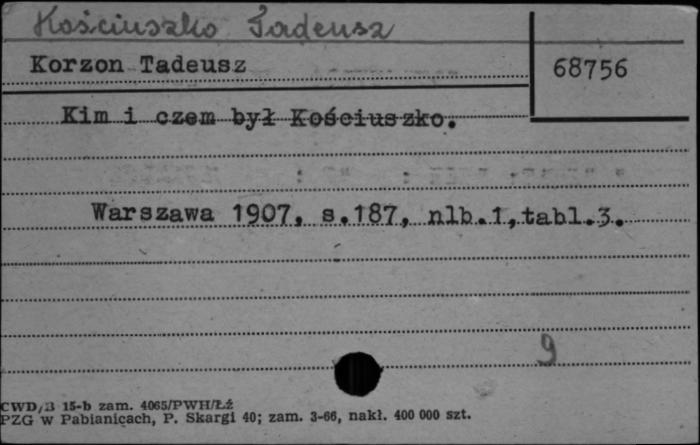 Kościuszko Tadeusz
Korzon Tadeusz
68756
Kim i czem był Kościuszko.
Warszawa 1907, s.187, nlb.1,tabl.3.
9
CWD/B 15-b zam. 4065/PWH/Łź
PZG w Pabianicach, P. Skargi 40; zam. 3-66, nakł. 400 000 szt.